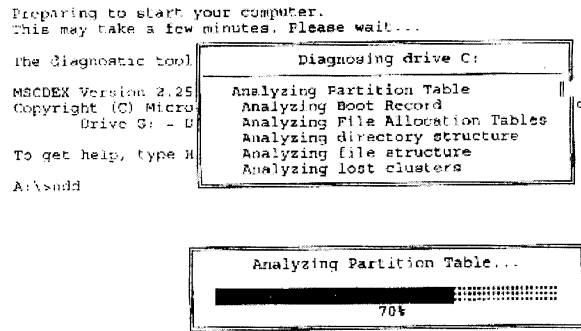 Preparing to start your computer.
This may take a few minutes. Please wait...
The diagnostic tool
Diagnosing drive C:
MSCDEX Version 2.25
Copyright (C) Micro
Drive G: = D
To get help, type H
A:\>ndd
Analyzing Partition Table
Analyzing Boot Record
Analyzing File Allocation Tables
Analyzing directory structure
Analyzing file structure
Analyzing lost clusters
Analyzing Partition Table...
70%